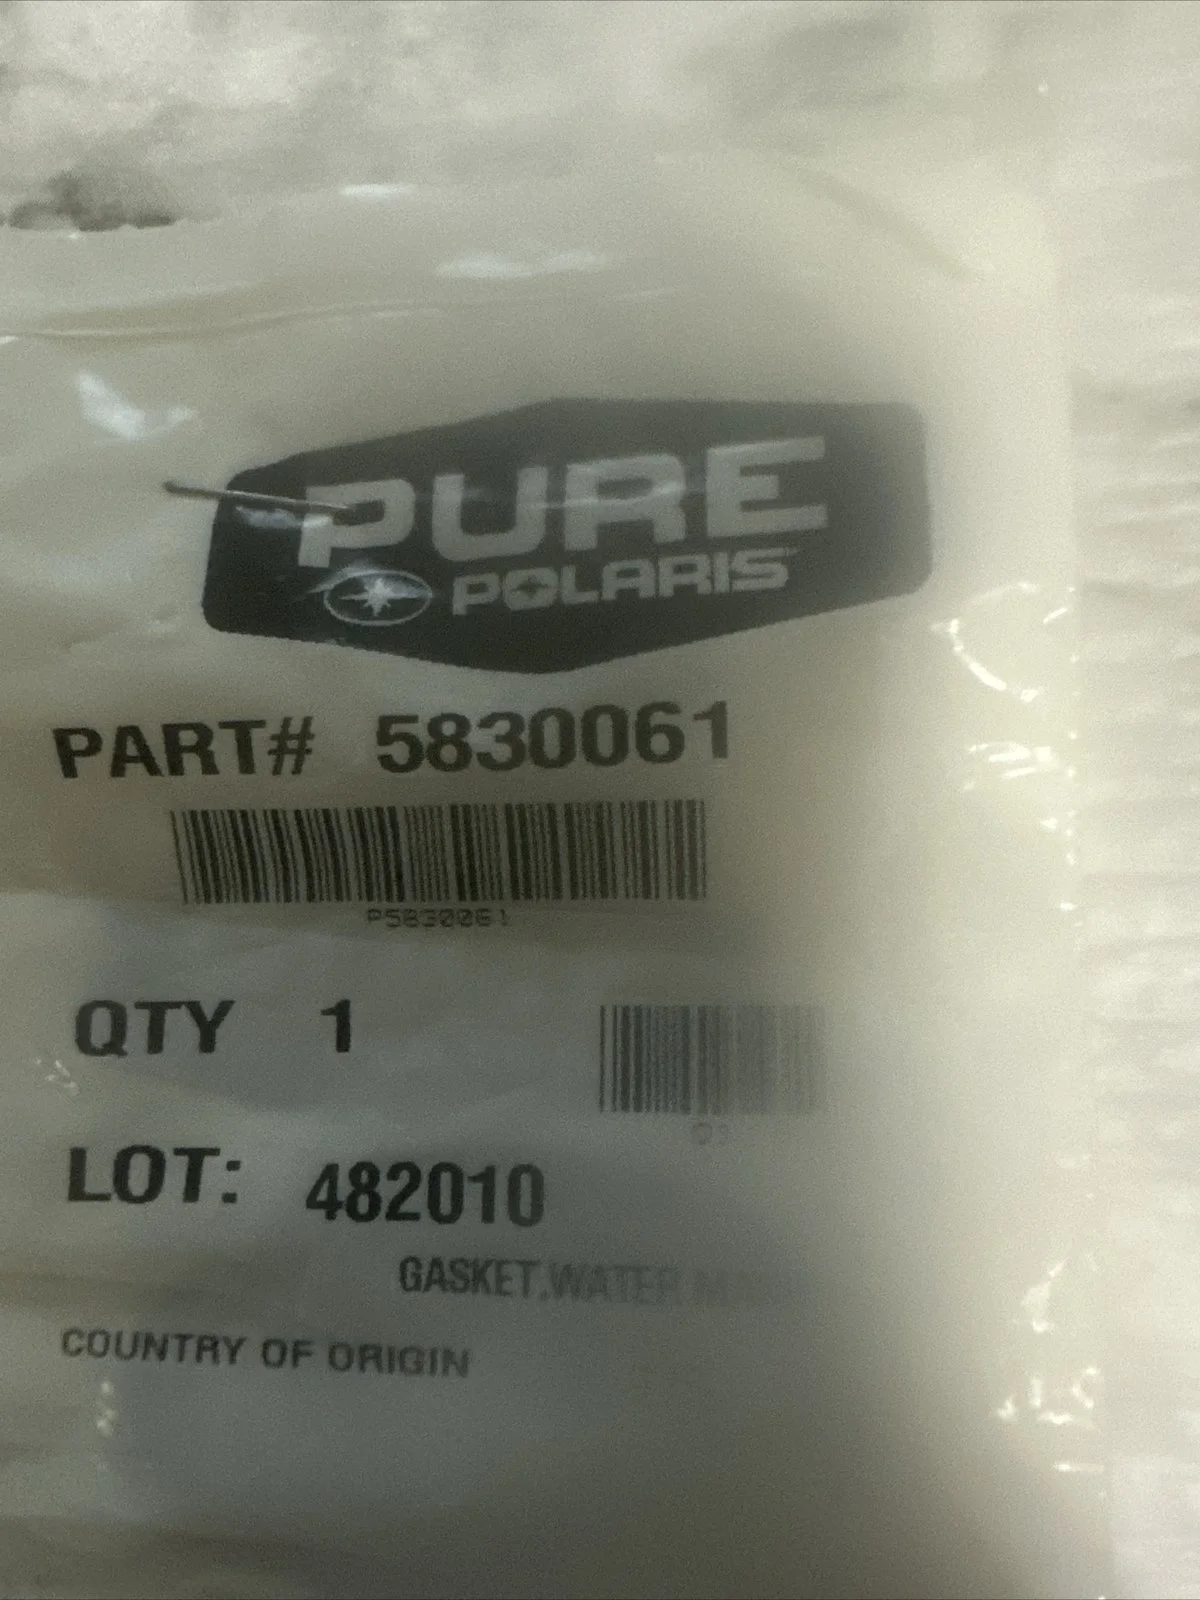 PURE
POLARIS
PART# 5830061
P5830061
QTY 1
LOT: 482010
GASKET,WATER
COUNTRY OF ORIGIN